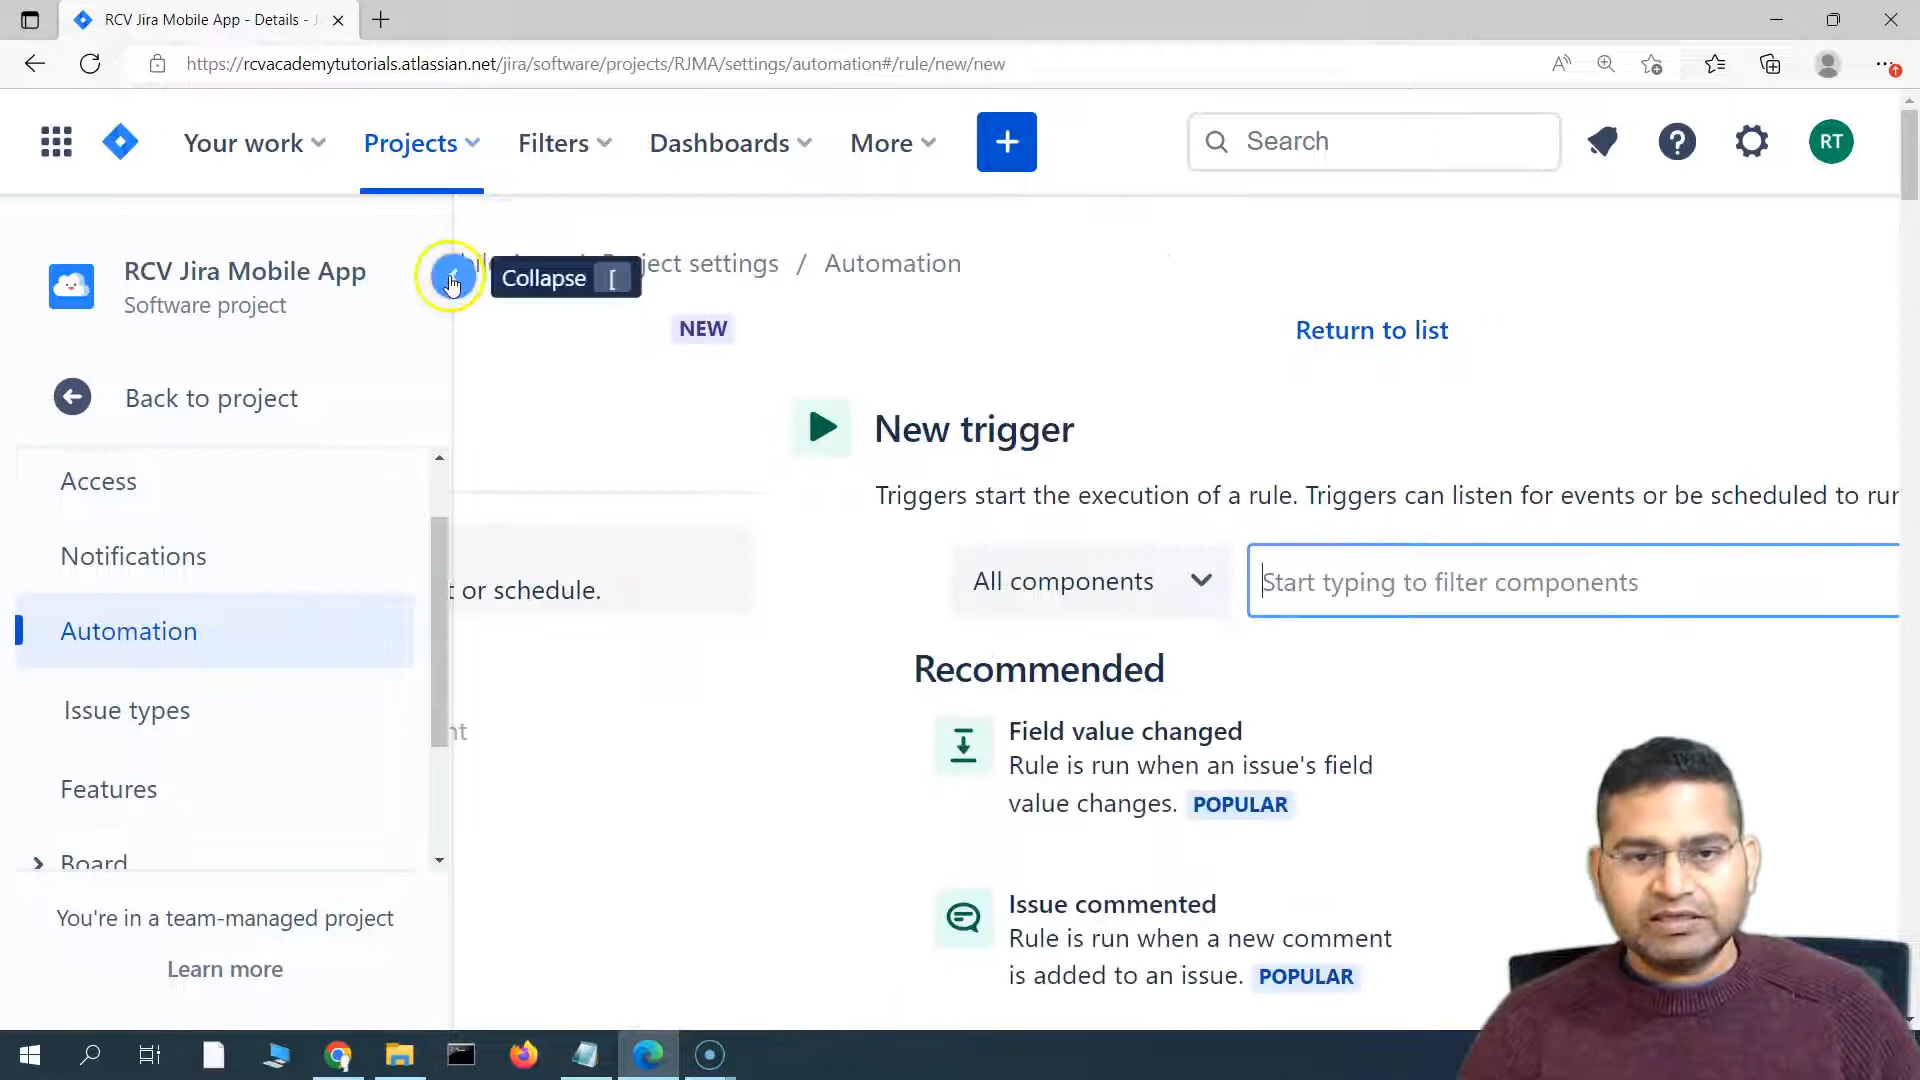 RCV Jira Mobile App - Details - J
https://rcvacademytutorials.atlassian.net/jira/software/projects/RJMA/settings/automation#/rule/new/new
Your work Projects Filters Dashboards More + Search RT
RCV Jira Mobile App
Software project
Collapse [
ject settings / Automation
NEW
Return to list
Back to project
New trigger
Triggers start the execution of a rule. Triggers can listen for events or be scheduled to run
Access
Notifications
Automation
Issue types
Features
Board
t or schedule.
nt
All components
Start typing to filter components
Recommended
Field value changed
Rule is run when an issue's field
value changes. POPULAR
Issue commented
Rule is run when a new comment
is added to an issue. POPULAR
You're in a team-managed project
Learn more